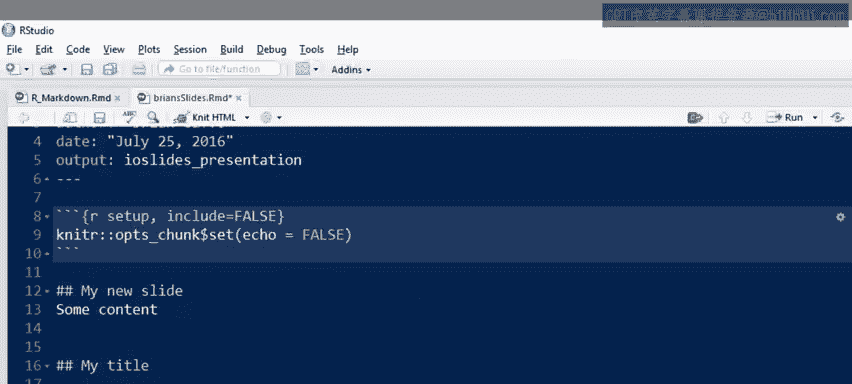 RStudio
File Edit Code View Plots Session Build Debug Tools Help
Go to file/function Addins
R_Markdown.Rmd × briansSlides.Rmd* ×
ABC Knit HTML Run
4 date: "July 25, 2016"
5 output: ioslides_presentation
6 ---
7
8 ```{r setup, include=FALSE}
9 knitr::opts_chunk$set(echo = FALSE)
10 ```
11
12 ## My new slide
13 Some content
14
15
16 ## My title